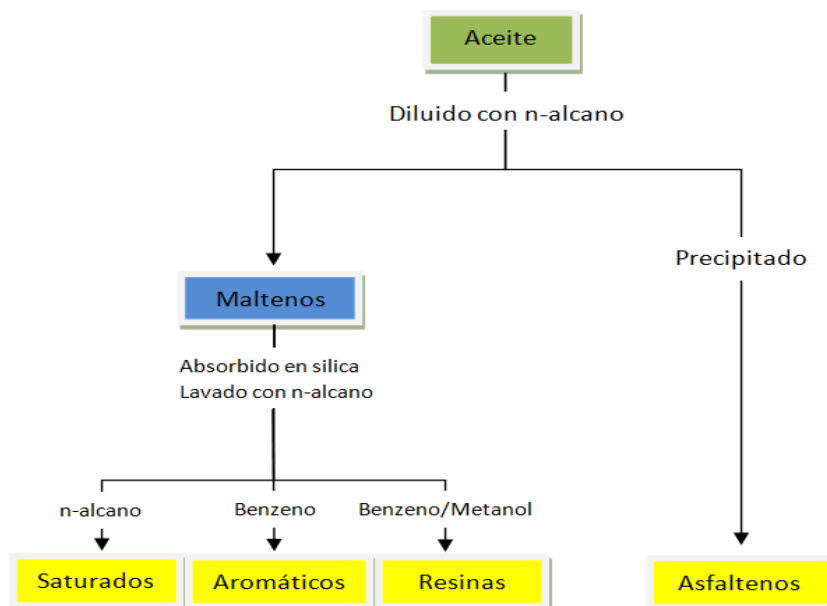 Aceite
Diluido con n-alcano
Precipitado
Maltenos
Absorbido en silica
Lavado con n-alcano
n-alcano
Benzeno
Benzeno/Metanol
Saturados
Aromáticos
Resinas
Asfaltenos